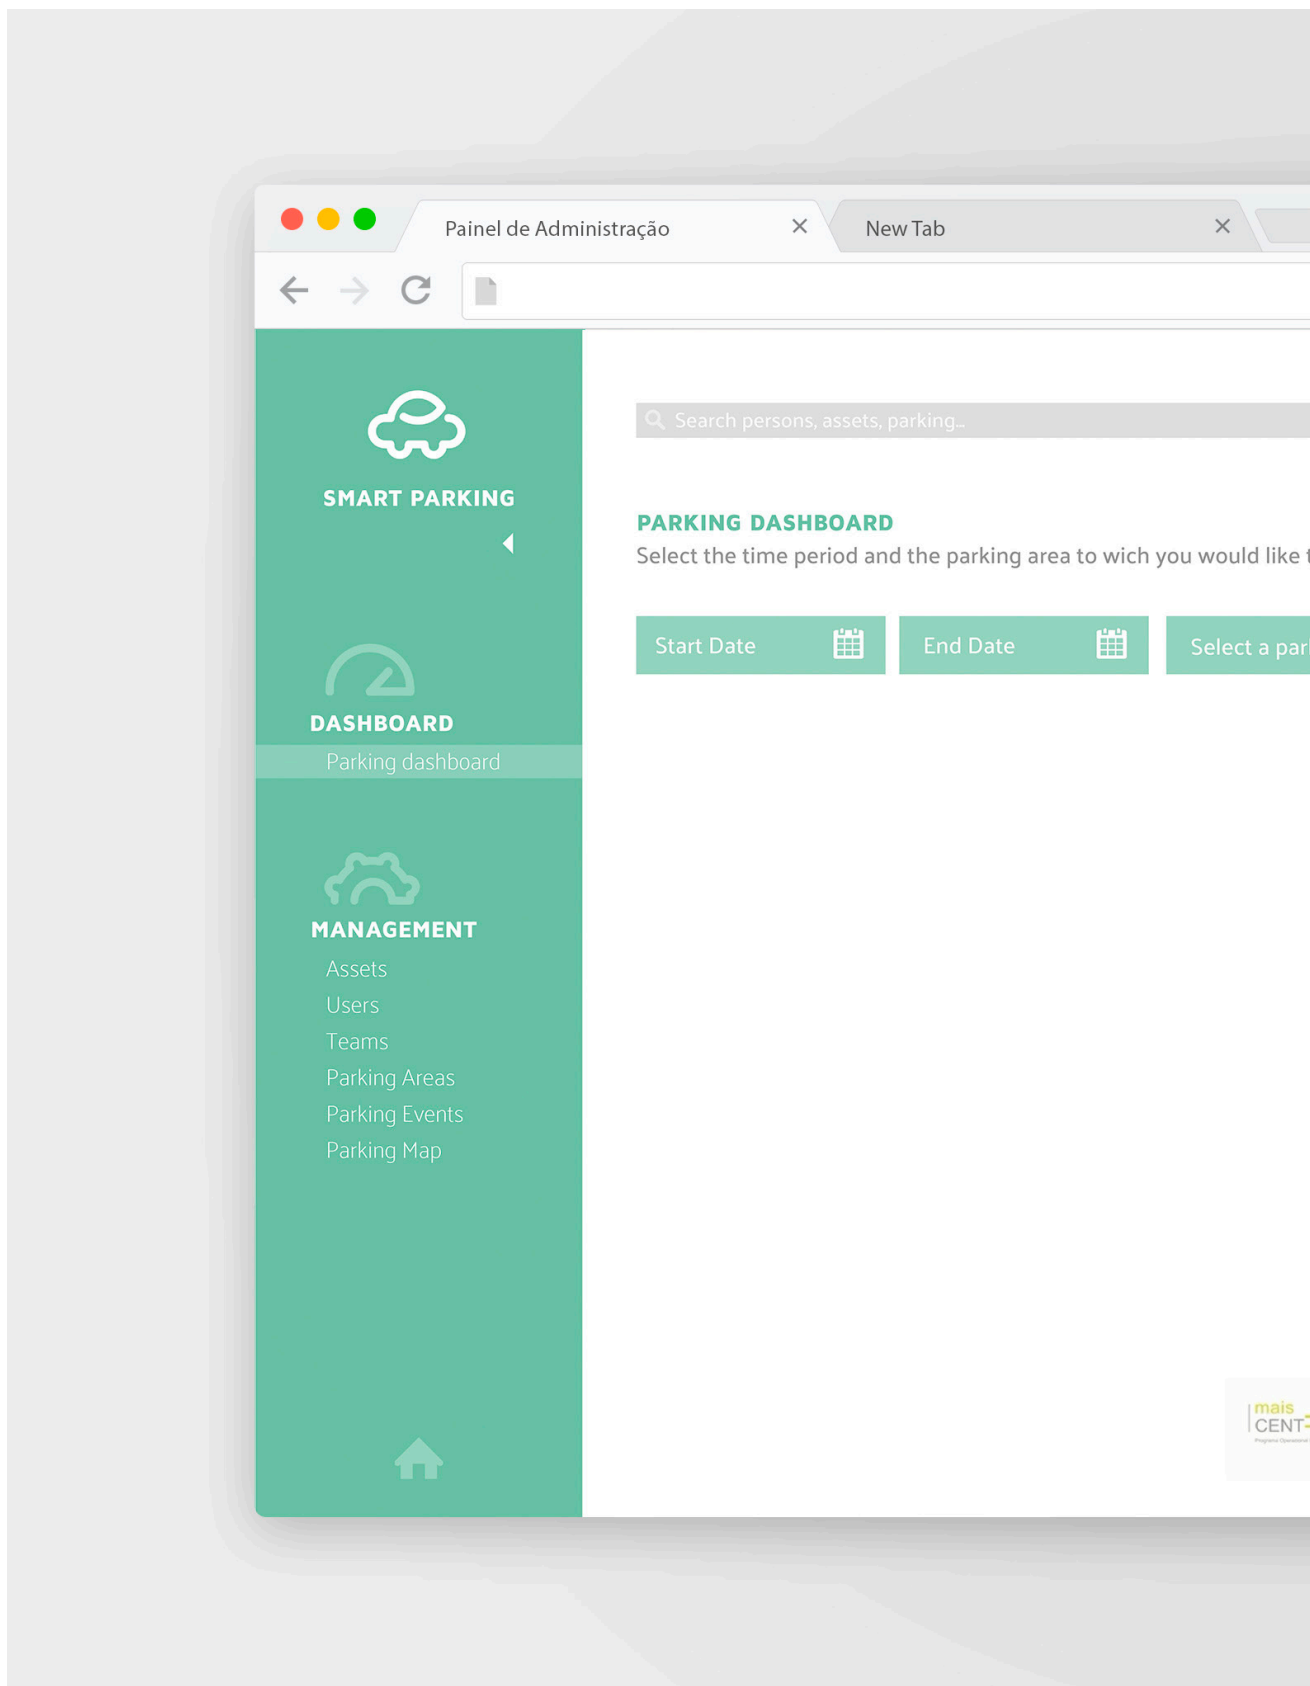 Painel de Administração
New Tab
SMART PARKING
DASHBOARD
Parking dashboard
MANAGEMENT
Assets
Users
Teams
Parking Areas
Parking Events
Parking Map
Search persons, assets, parking...
PARKING DASHBOARD
Select the time period and the parking area to wich you would like
Start Date
End Date
Select a
mais
CENT